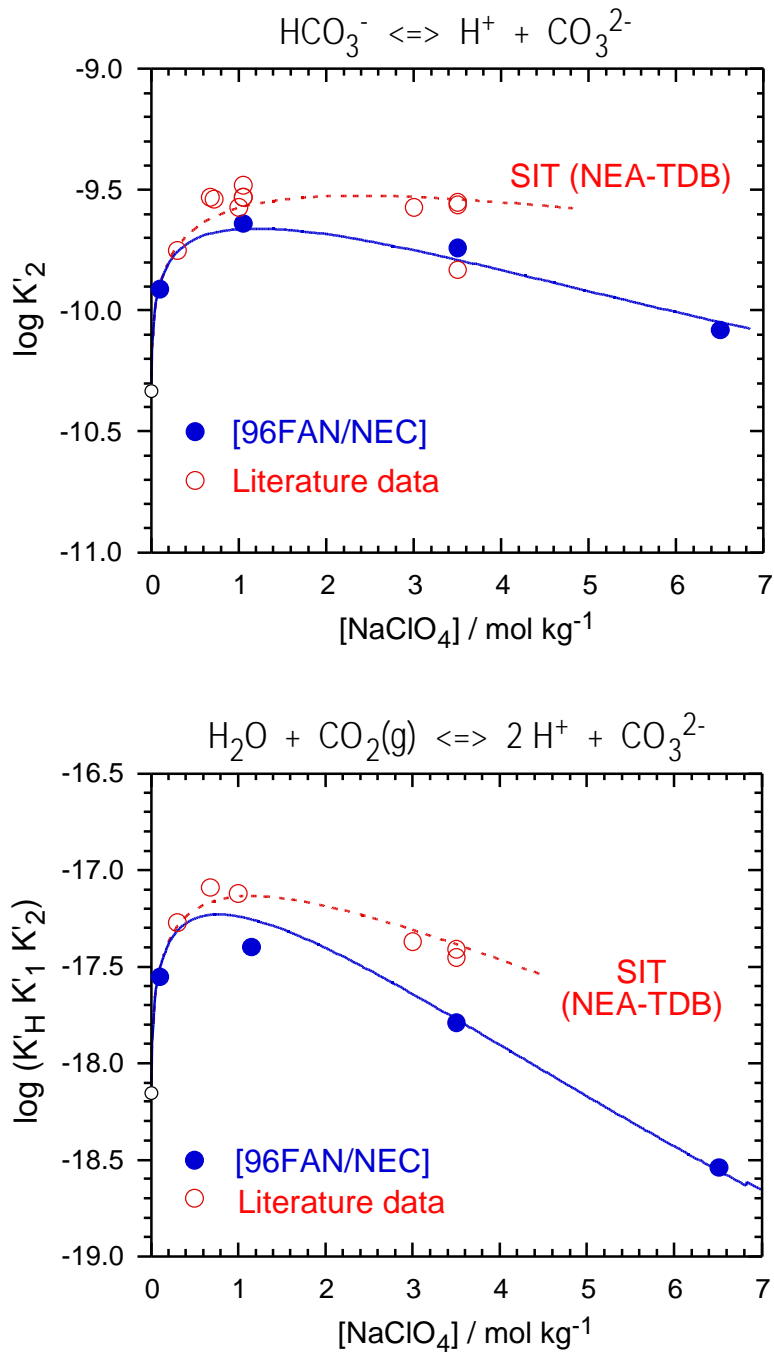 HCO₃⁻ <=> H⁺ + CO₃²⁻
-9.0
-9.5
-10.0
-10.5
-11.0
log K'₂
SIT (NEA-TDB)
[96FAN/NEC]
Literature data
0 1 2 3 4 5 6 7
[NaClO₄] / mol kg⁻¹
H₂O + CO₂(g) <=> 2 H⁺ + CO₃²⁻
-16.5
-17.0
-17.5
-18.0
-18.5
-19.0
log (K'H K'₁ K'₂)
SIT
(NEA-TDB)
[96FAN/NEC]
Literature data
0 1 2 3 4 5 6 7
[NaClO₄] / mol kg⁻¹